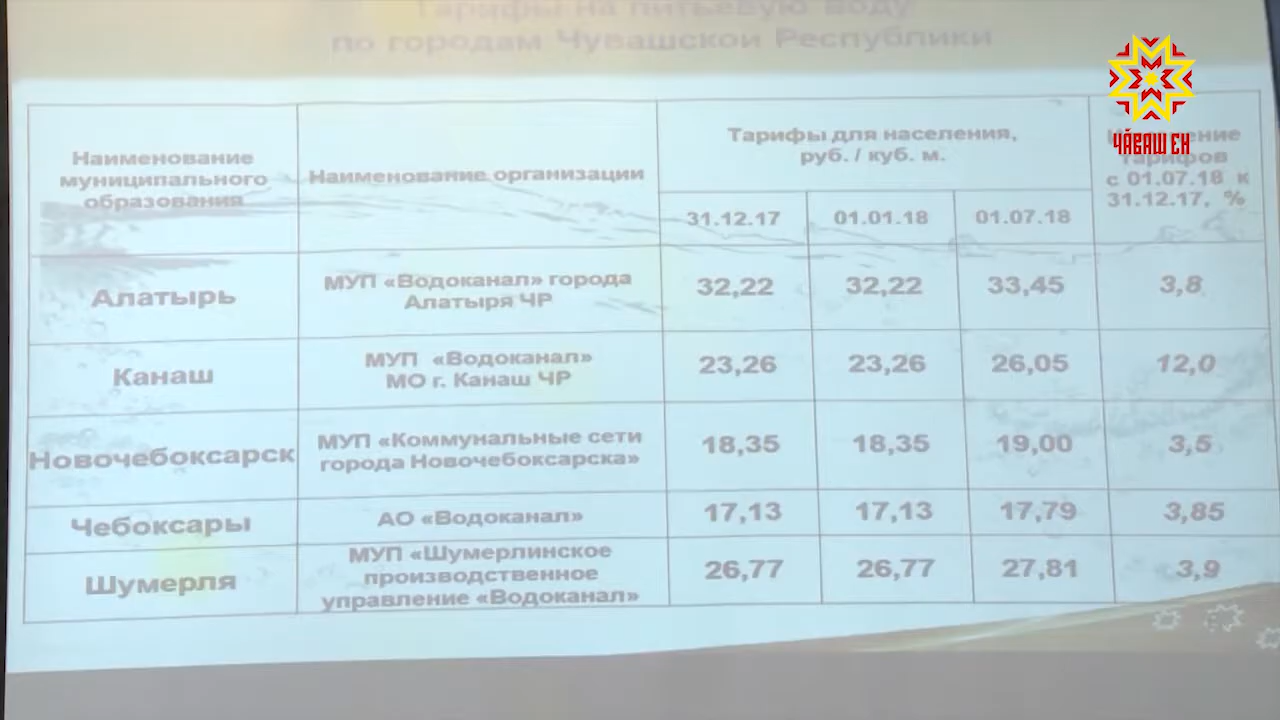 Тарифы на питьевую воду
по городам Чувашской Республики
ЧӐВАШ ЕН
Наименование
муниципального
образования
Наименование организации
Тарифы для населения,
руб. / куб. м.
тарифов
с 01.07.18 к
31.12.17, %
31.12.17
01.01.18
01.07.18
Алатырь
МУП «Водоканал» города
Алатыря ЧР
32,22
32,22
33,45
3,8
Канаш
МУП «Водоканал»
МО г. Канаш ЧР
23,26
23,26
26,05
12,0
Новочебоксарск
МУП «Коммунальные сети
города Новочебоксарска»
18,35
18,35
19,00
3,5
Чебоксары
АО «Водоканал»
17,13
17,13
17,79
3,85
Шумерля
МУП «Шумерлинское
производственное
управление «Водоканал»
26,77
26,77
27,81
3,9